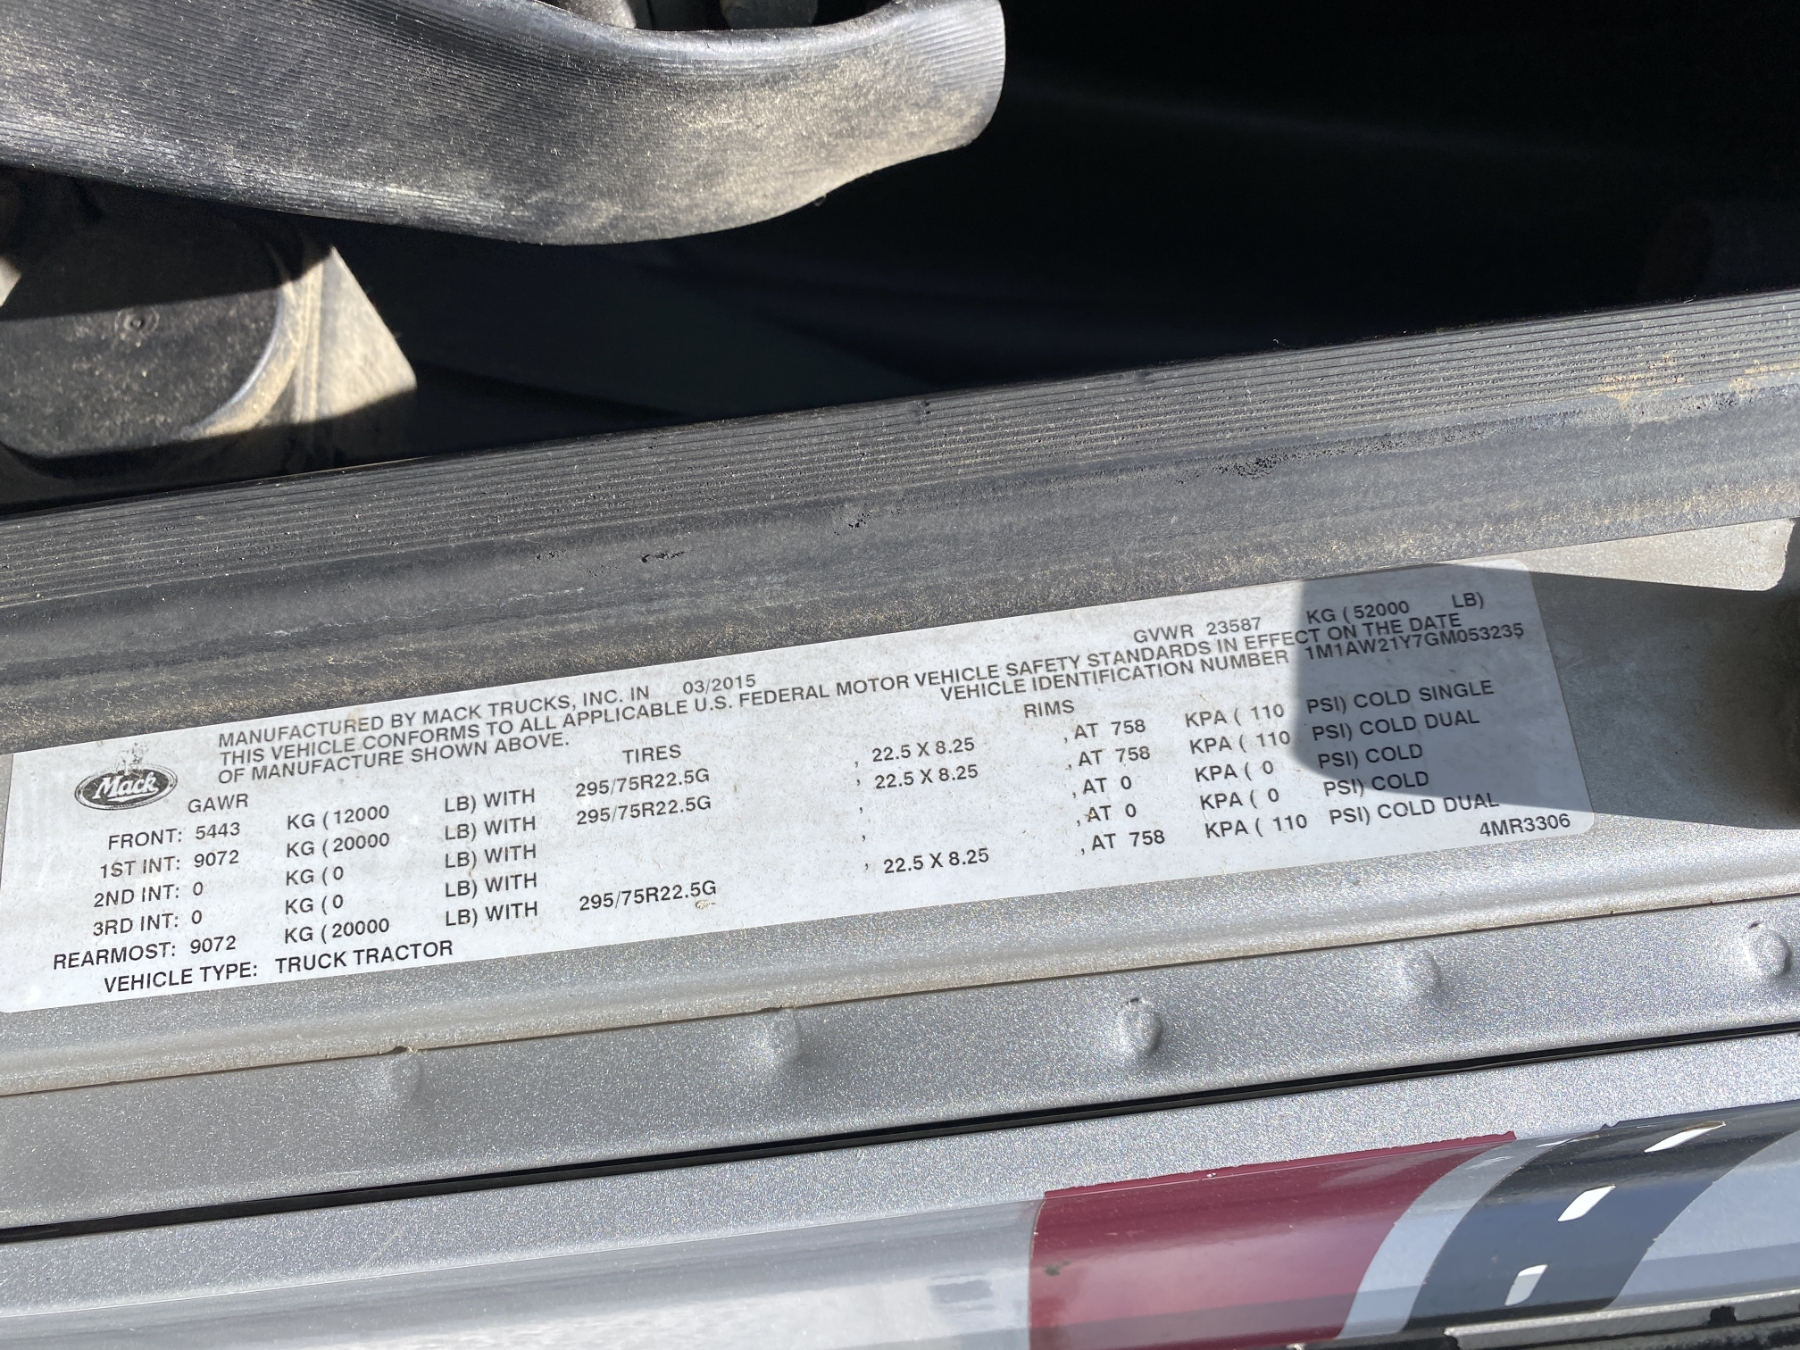 GVWR 23587 KG ( 52000 LB)
MANUFACTURED BY MACK TRUCKS, INC. IN 03/2015
THIS VEHICLE CONFORMS TO ALL APPLICABLE U.S. FEDERAL MOTOR VEHICLE SAFETY STANDARDS IN EFFECT ON THE DATE
OF MANUFACTURE SHOWN ABOVE. VEHICLE IDENTIFICATION NUMBER 1M1AW21Y7GM053235
Mack
GAWR TIRES RIMS
FRONT: 5443 KG ( 12000 LB) WITH 295/75R22.5G , 22.5 X 8.25 , AT 758 KPA ( 110 PSI) COLD SINGLE
1ST INT: 9072 KG ( 20000 LB) WITH 295/75R22.5G , 22.5 X 8.25 , AT 758 KPA ( 110 PSI) COLD DUAL
2ND INT: 0 KG ( 0 LB) WITH , , AT 0 KPA ( 0 PSI) COLD
3RD INT: 0 KG ( 0 LB) WITH , , AT 0 KPA ( 0 PSI) COLD
REARMOST: 9072 KG ( 20000 LB) WITH 295/75R22.5G , 22.5 X 8.25 , AT 758 KPA ( 110 PSI) COLD DUAL
VEHICLE TYPE: TRUCK TRACTOR 4MR3306